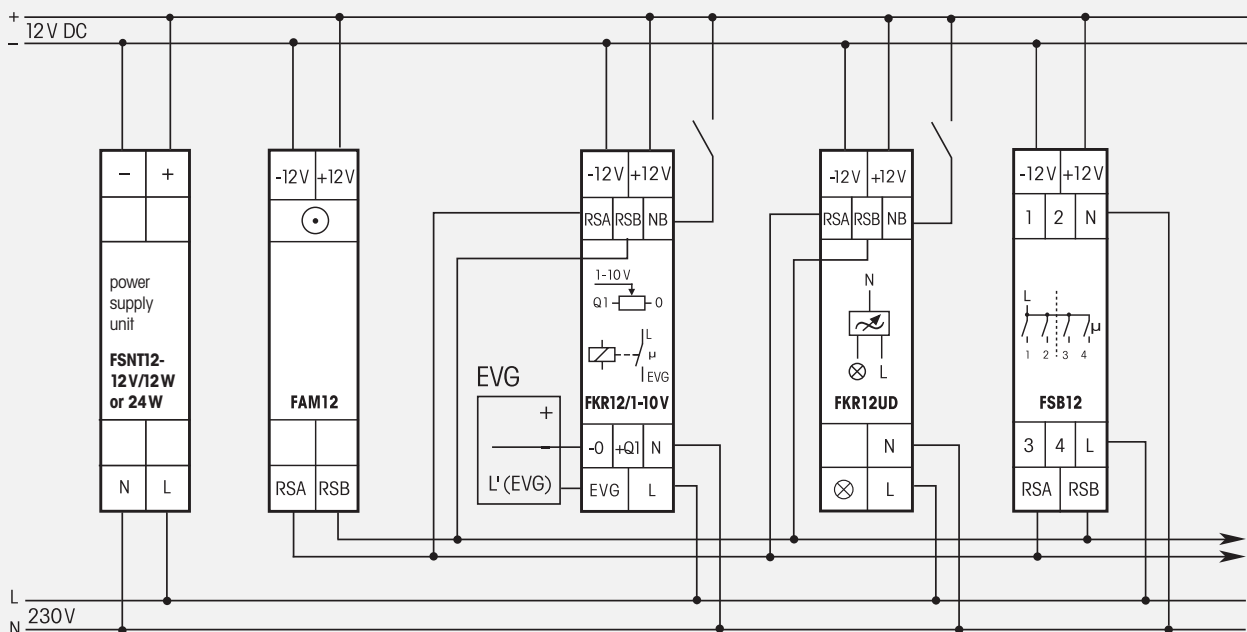 +
12V DC
−
− +
power
supply
unit
FSNT12-
12V/12W
or 24W
N L
-12V +12V
FAM12
RSA RSB
-12V +12V
RSA RSB NB
1-10 V
Q1 0
L
µ
EVG
FKR12/1-10V
-0 +Q1 N
EVG L
EVG
+
-
L' (EVG)
-12V +12V
RSA RSB NB
N
L
FKR12UD
N
L
-12V +12V
1 2 N
L
µ
1 2 3 4
FSB12
3 4 L
RSA RSB
L
230V
N